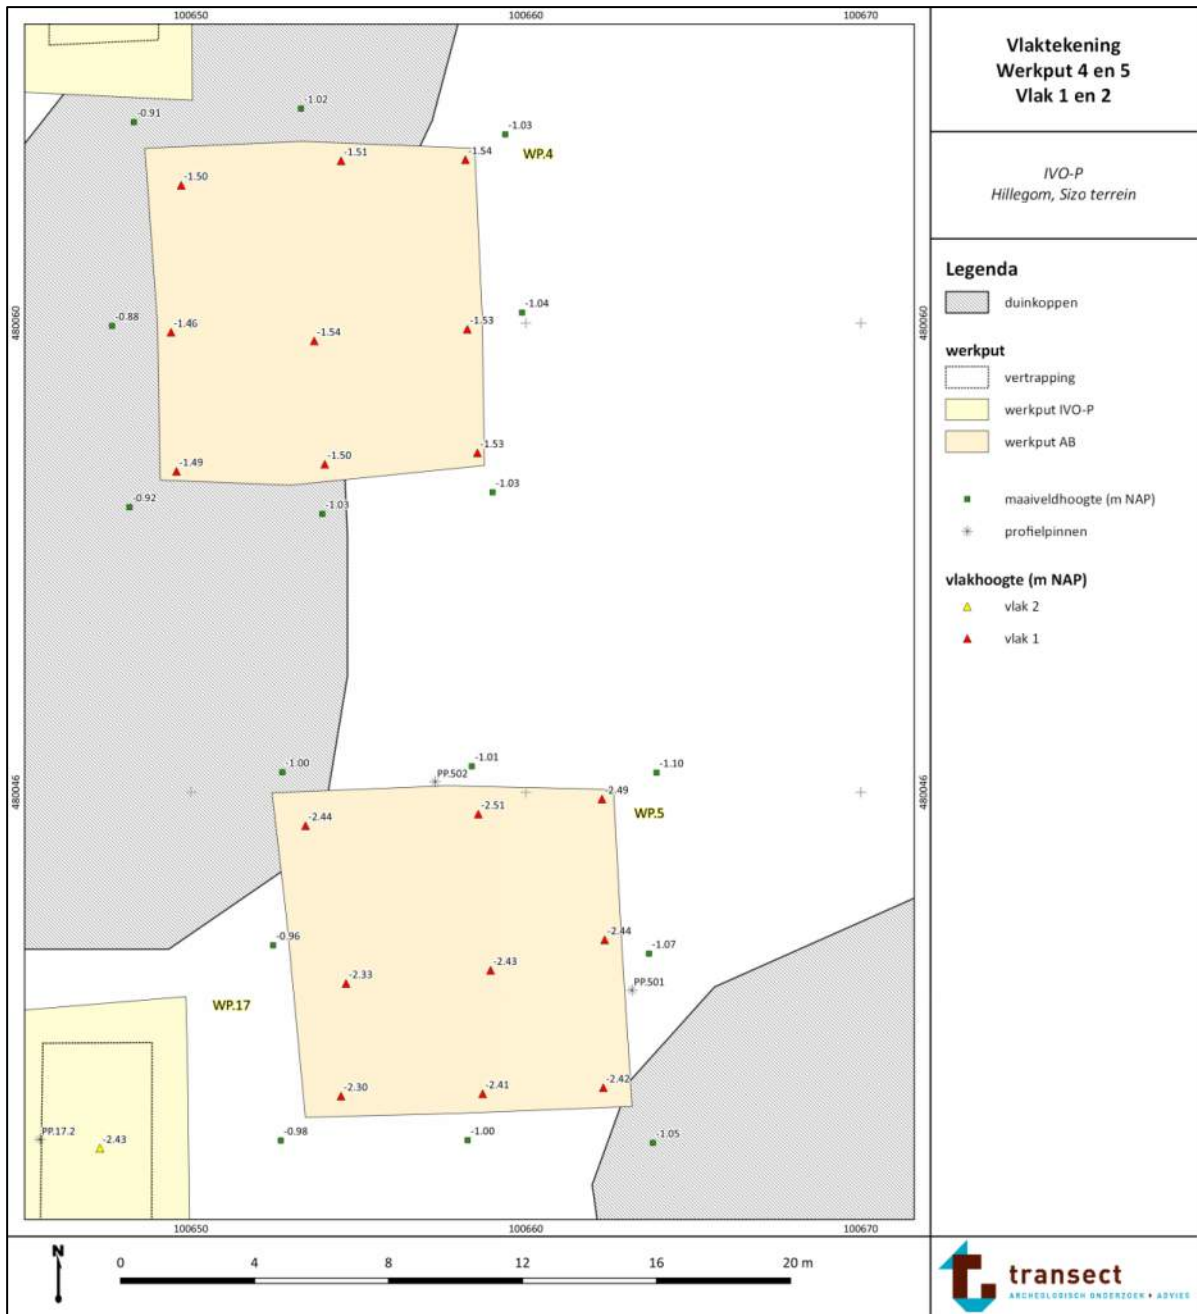 100650
100660
100670
-1.02
-0.91
-1.03
-1.51
-1.54
WP.4
-1.50
480060
480060
-1.04
-0.88
-1.46
-1.53
-1.54
-1.53
-1.50
-1.49
-1.03
-0.92
-1.03
480046
480046
-1.01
-1.00
PP.502
-1.10
-2.49
-2.51
WP.5
-2.44
-2.44
-0.96
-1.07
-2.43
-2.33
PP.501
WP.17
-2.42
-2.41
-2.30
PP.17.2
-2.43
-0.98
-1.00
-1.05
100650
100660
100670
N
0 4 8 12 16 20 m
Vlaktekening
Werkput 4 en 5
Vlak 1 en 2
IVO-P
Hillegom, Sizo terrein
Legenda
duinkoppen
werkput
vertrapping
werkput IVO-P
werkput AB
maaiveldhoogte (m NAP)
profielpinnen
vlakhoogte (m NAP)
vlak 2
vlak 1
transect
ARCHEOLOGISCH ONDERZOEK + ADVIES